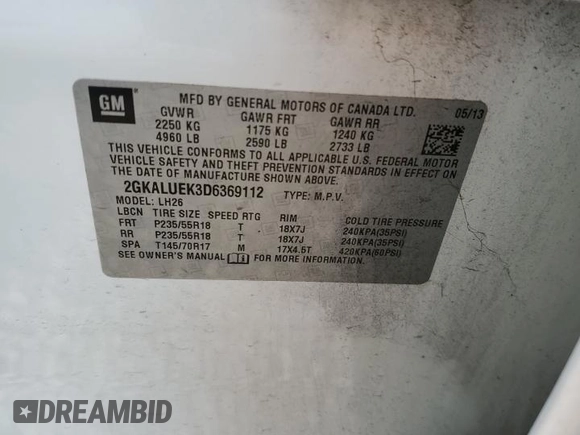 GM
MFD BY GENERAL MOTORS OF CANADA LTD.
05/13
GVWR GAWR FRT GAWR RR
2250 KG 1175 KG 1240 KG
4960 LB 2590 LB 2733 LB
THIS VEHICLE CONFORMS TO ALL APPLICABLE U.S. FEDERAL MOTOR
VEHICLE SAFETY AND THEFT PREVENTION STANDARDS IN EFFECT ON
THE DATE OF MANUFACTURE SHOWN ABOVE.
2GKALUEK3D6369112 TYPE: M.P.V.
MODEL: LH26
LBCN TIRE SIZE SPEED RTG RIM COLD TIRE PRESSURE
FRT P235/55R18 T 18X7J 240KPA(35PSI)
RR P235/55R18 T 18X7J 240KPA(35PSI)
SPA T145/70R17 M 17X4.5T 420KPA(60PSI)
SEE OWNER'S MANUAL FOR MORE INFORMATION.
DREAMBID